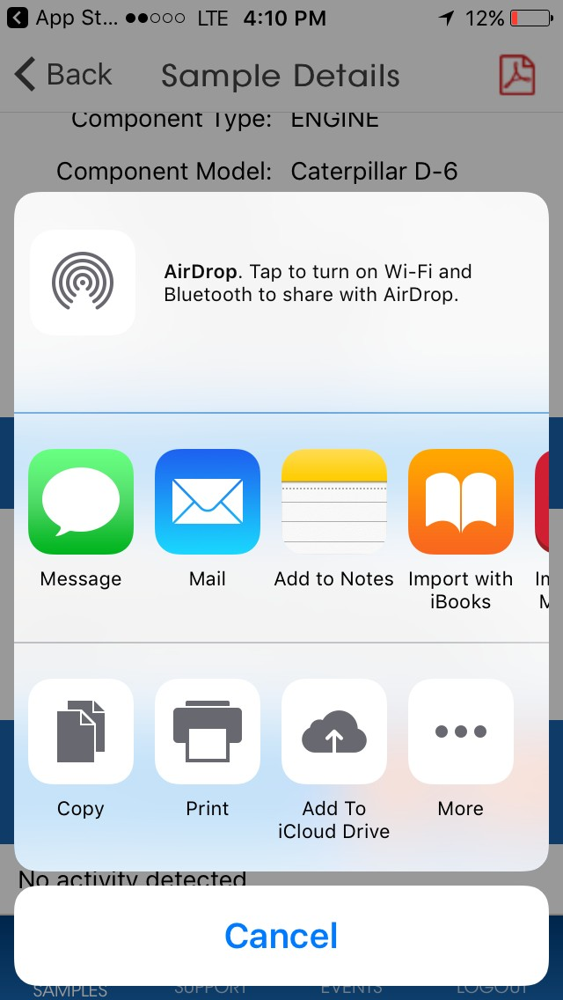 App St... LTE 4:10 PM 12%
Back Sample Details
Component Type: ENGINE
Component Model: Caterpillar D-6
AirDrop. Tap to turn on Wi-Fi and
Bluetooth to share with AirDrop.
Message Mail Add to Notes Import with
iBooks
Copy Print Add To
iCloud Drive More
No activity detected
Cancel
SAMPLES SUPPORT EVENTS LOGOUT